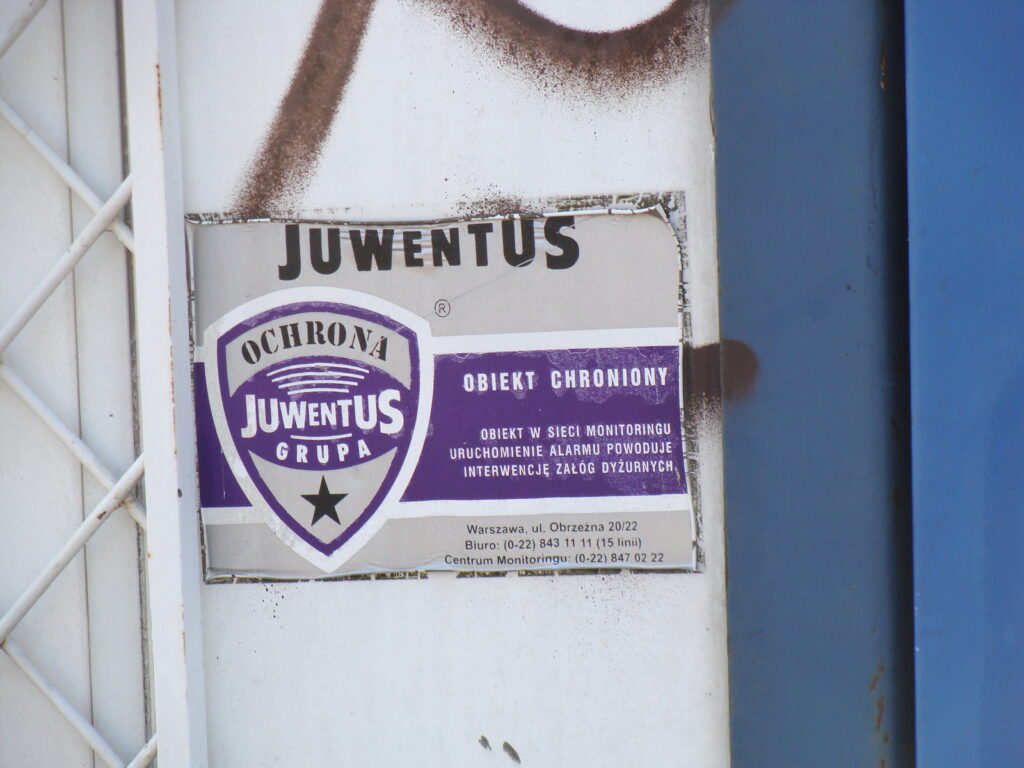 JUWENTUS
®
OCHRONA
JUWENTUS
GRUPA
OBIEKT CHRONIONY
OBIEKT W SIECI MONITORINGU
URUCHOMIENIE ALARMU POWODUJE
INTERWENCJĘ ZAŁÓG DYŻURNYCH
Warszawa, ul. Obrzeżna 20/22
Biuro: (0-22) 843 11 11 (15 linii)
Centrum Monitoringu: (0-22) 847 02 22